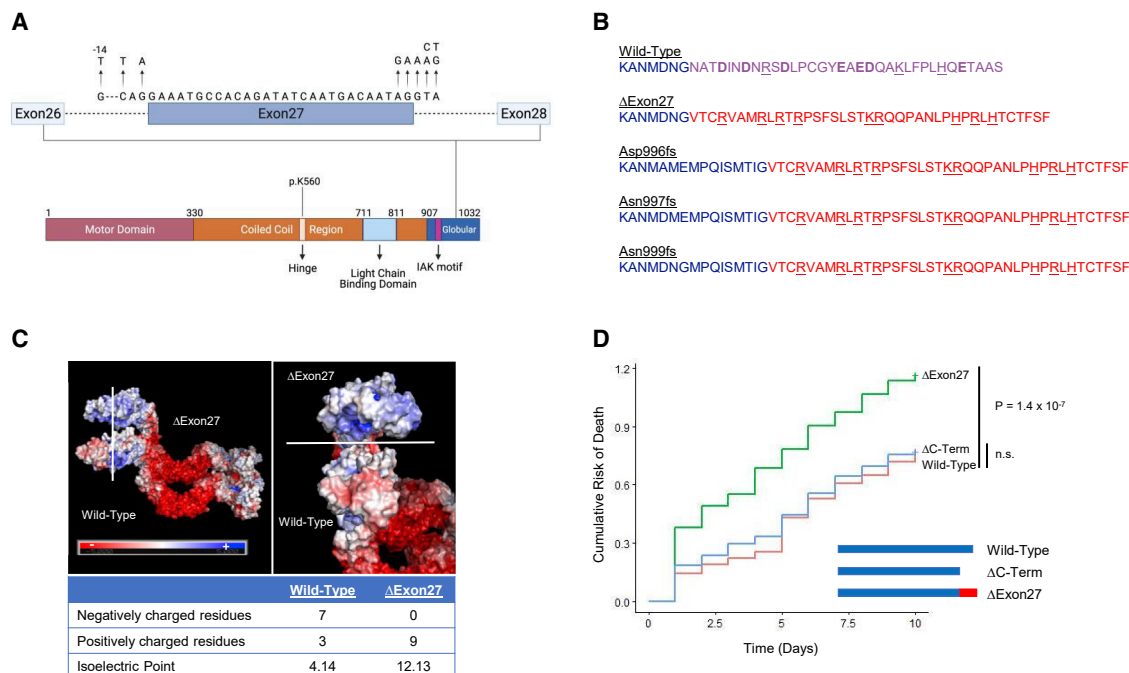 A
-14
C T
T T A G A A A G
G---CAGGAAATGCCACAGATATCAATGACAATAGGTA
Exon26 Exon27 Exon28
p.K560
1 330 711 811 907 1032
Motor Domain Coiled Coil Region Globular
Hinge
Light Chain
Binding Domain
IAK motif
B
Wild-Type
KANMDNGNATDINDNRSDLPCGYEAEDQAKLFPLHQETAAS
ΔExon27
KANMDNGVTCRVAMRLRTRPSFSLSTKRQQPANLPHPRLHTCTFSF
Asp996fs
KANMAMEMPQISMTIGVTCRVAMRLRTRPSFSLSTKRQQPANLPHPRLHTCTFSF
Asn997fs
KANMDMEMPQISMTIGVTCRVAMRLRTRPSFSLSTKRQQPANLPHPRLHTCTFSF
Asn999fs
KANMDNGMPQISMTIGVTCRVAMRLRTRPSFSLSTKRQQPANLPHPRLHTCTFSF
C
ΔExon27
Wild-Type
- +
ΔExon27
Wild-Type
Wild-Type ΔExon27
Negatively charged residues 7 0
Positively charged residues 3 9
Isoelectric Point 4.14 12.13
D
Cumulative Risk of Death
1.2
0.9
0.6
0.3
0.0
0 2.5 5 7.5 10
Time (Days)
ΔExon27
P = 1.4 x 10-7
ΔC-Term
Wild-Type
n.s.
Wild-Type
ΔC-Term
ΔExon27